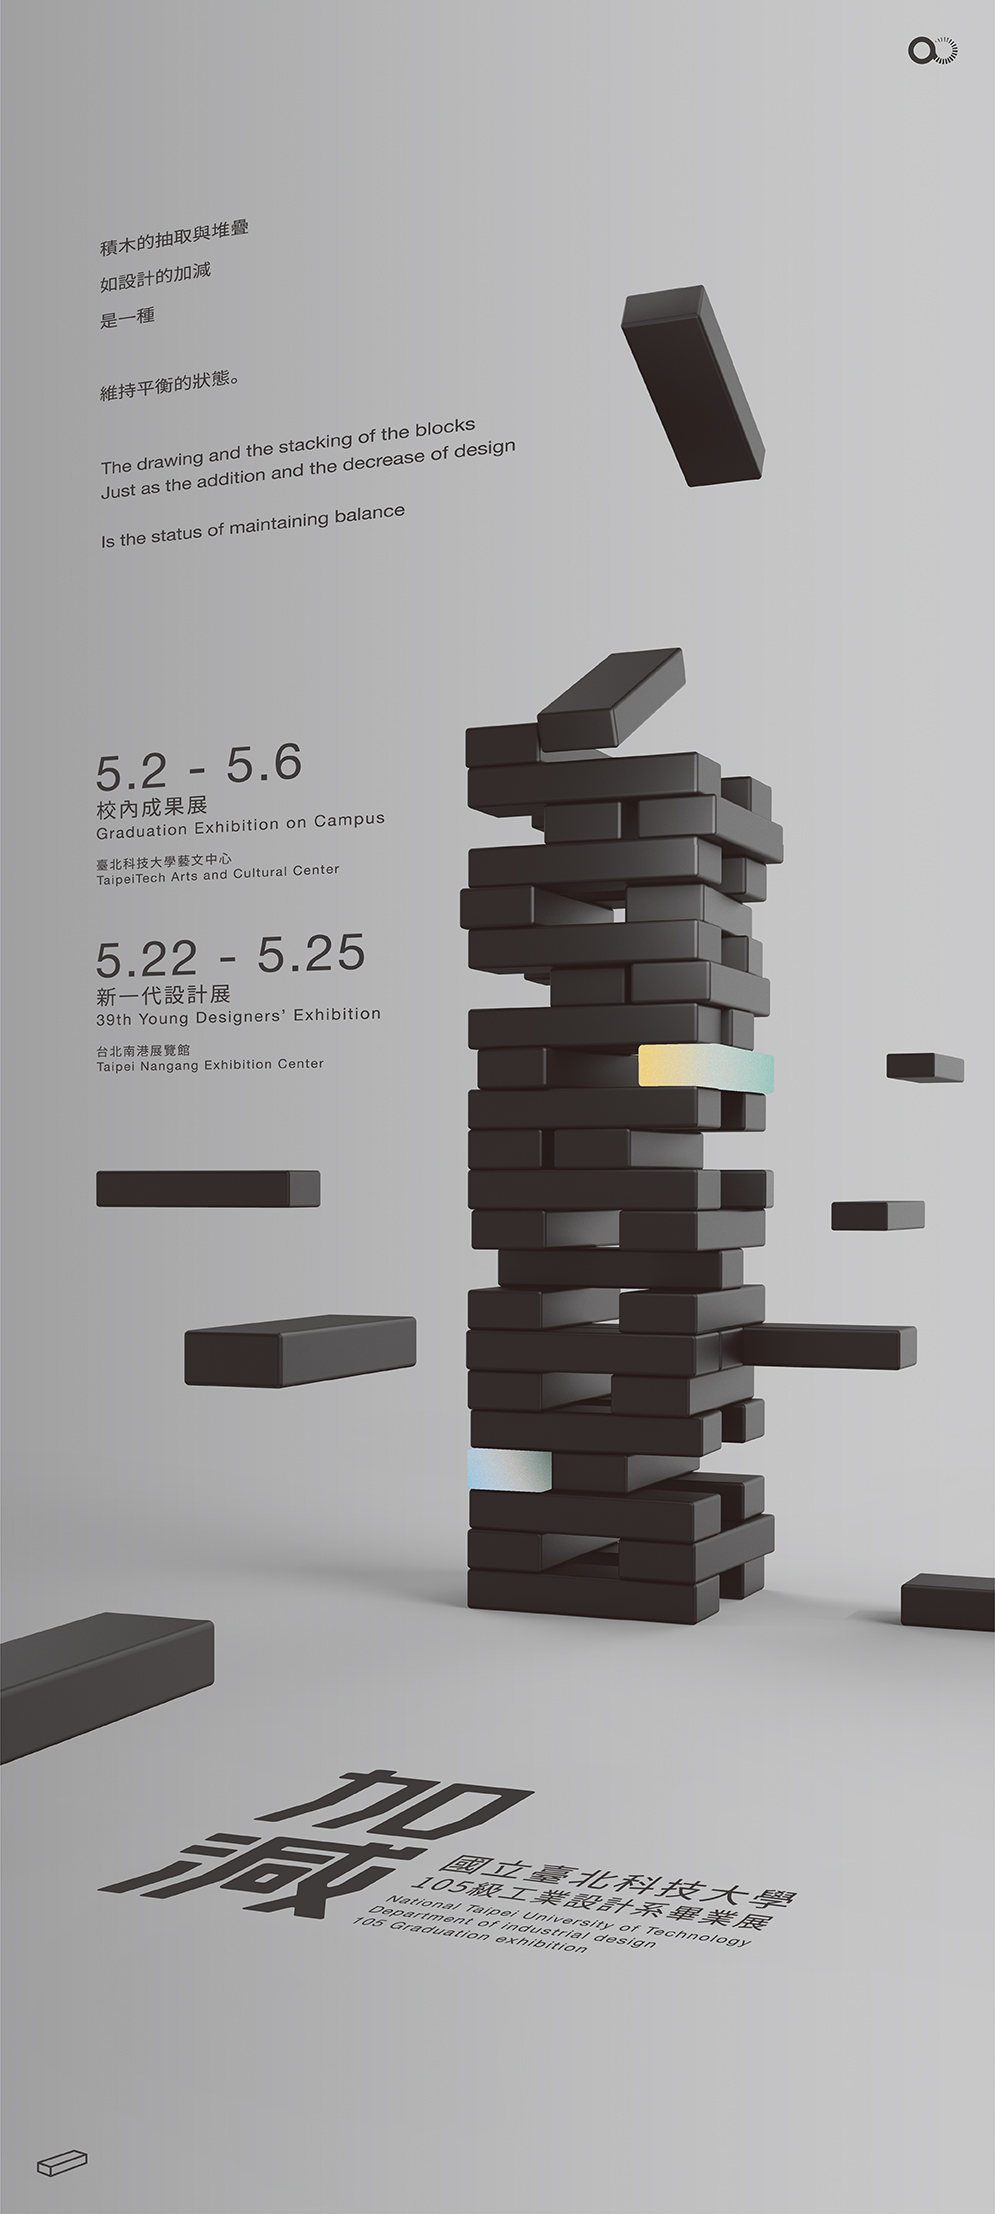 積木的抽取與堆疊
如設計的加減
是一種
維持平衡的狀態。
The drawing and the stacking of the blocks
Just as the addition and the decrease of design
Is the status of maintaining balance
5.2 - 5.6
校內成果展
Graduation Exhibition on Campus
臺北科技大學藝文中心
TaipeiTech Arts and Cultural Center
5.22 - 5.25
新一代設計展
39th Young Designers’ Exhibition
台北南港展覽館
Taipei Nangang Exhibition Center
加
減
國立臺北科技大學
105級工業設計系畢業展
National Taipei University of Technology
Department of industrial design
105 Graduation exhibition